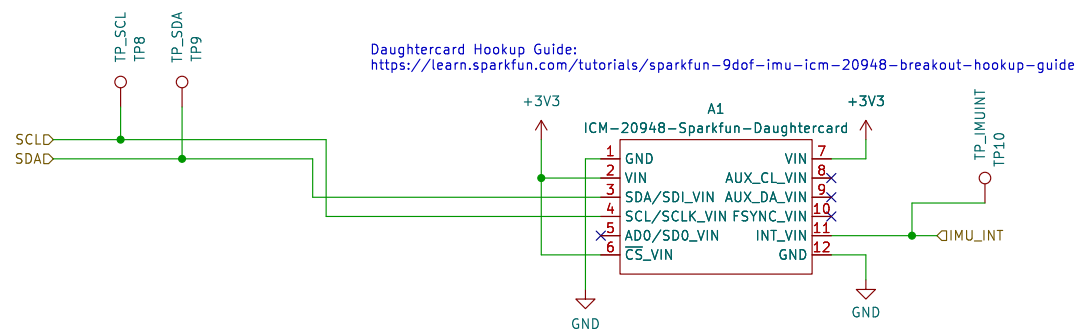 TP_SCL
TP8
TP_SDA
TP9
Daughtercard Hookup Guide:
https://learn.sparkfun.com/tutorials/sparkfun-9dof-imu-icm-20948-breakout-hookup-guide
+3V3
A1
+3V3
ICM-20948-Sparkfun-Daughtercard
TP_IMUINT
TP10
SCL
SDA
1 GND VIN 7
2 VIN AUX_CL_VIN 8
3 SDA/SDI_VIN AUX_DA_VIN 9
4 SCL/SCLK_VIN FSYNC_VIN 10
5 AD0/SD0_VIN INT_VIN 11
6 CS_VIN GND 12
IMU_INT
GND
GND